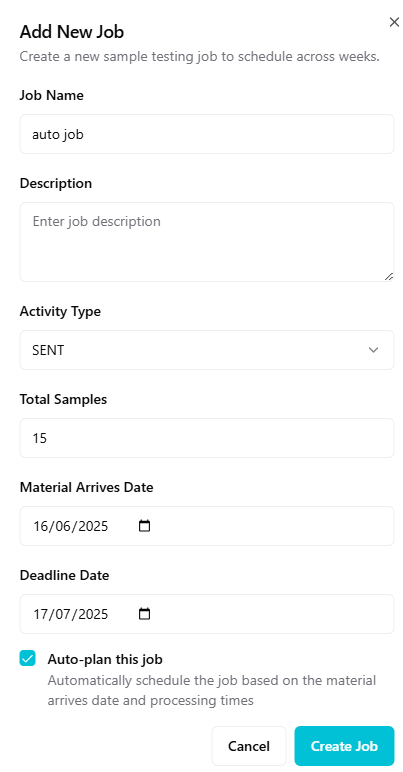 Add New Job
Create a new sample testing job to schedule across weeks.
Job Name
auto job
Description
Enter job description
Activity Type
SENT
Total Samples
15
Material Arrives Date
16/06/2025
Deadline Date
17/07/2025
Auto-plan this job
Automatically schedule the job based on the material
arrives date and processing times
Cancel
Create Job